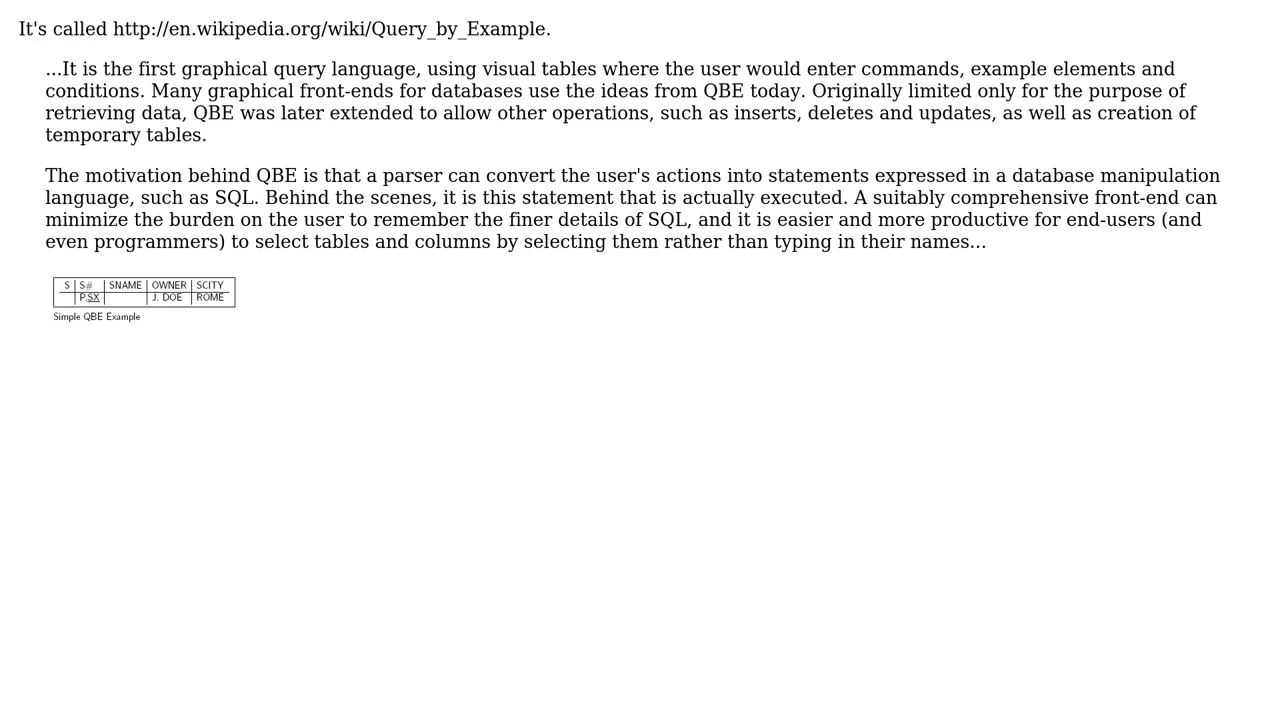 It's called http://en.wikipedia.org/wiki/Query_by_Example.
...It is the first graphical query language, using visual tables where the user would enter commands, example elements and
conditions. Many graphical front-ends for databases use the ideas from QBE today. Originally limited only for the purpose of
retrieving data, QBE was later extended to allow other operations, such as inserts, deletes and updates, as well as creation of
temporary tables.
The motivation behind QBE is that a parser can convert the user's actions into statements expressed in a database manipulation
language, such as SQL. Behind the scenes, it is this statement that is actually executed. A suitably comprehensive front-end can
minimize the burden on the user to remember the finer details of SQL, and it is easier and more productive for end-users (and
even programmers) to select tables and columns by selecting them rather than typing in their names...
S S# SNAME OWNER SCITY
P.SX J. DOE ROME
Simple QBE Example